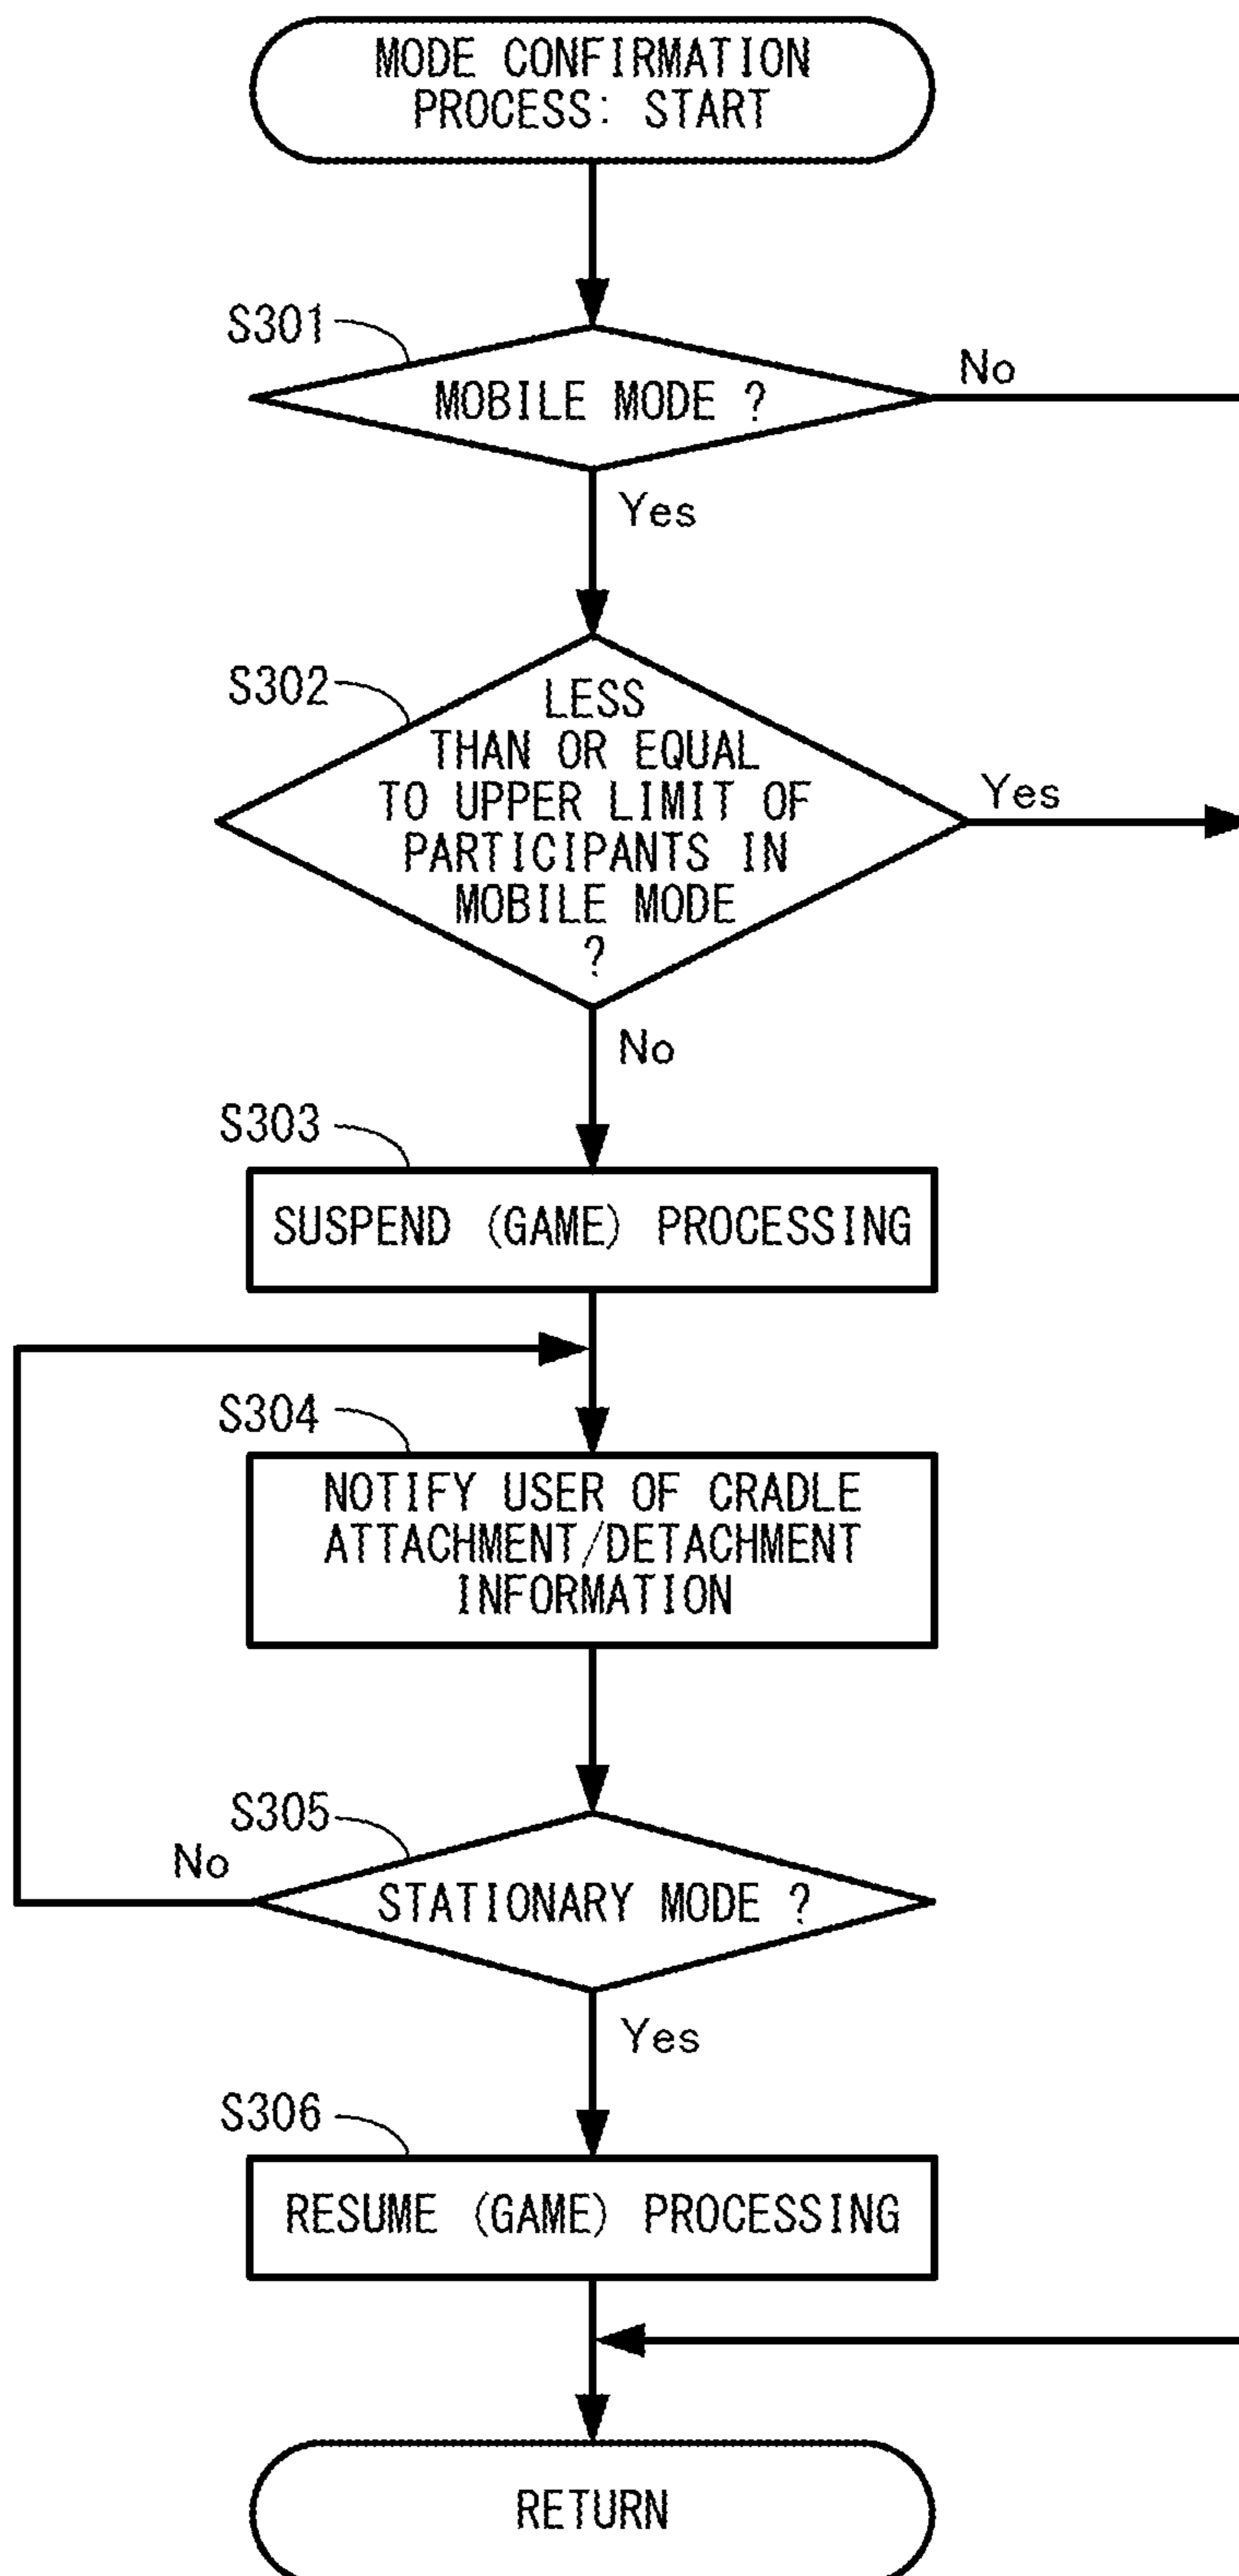 MODE CONFIRMATION
PROCESS: START
S301
MOBILE MODE ?
No
Yes
S302
LESS
THAN OR EQUAL
TO UPPER LIMIT OF
PARTICIPANTS IN
MOBILE MODE
?
Yes
No
S303
SUSPEND (GAME) PROCESSING
S304
NOTIFY USER OF CRADLE
ATTACHMENT/DETACHMENT
INFORMATION
S305
No
STATIONARY MODE ?
Yes
S306
RESUME (GAME) PROCESSING
RETURN